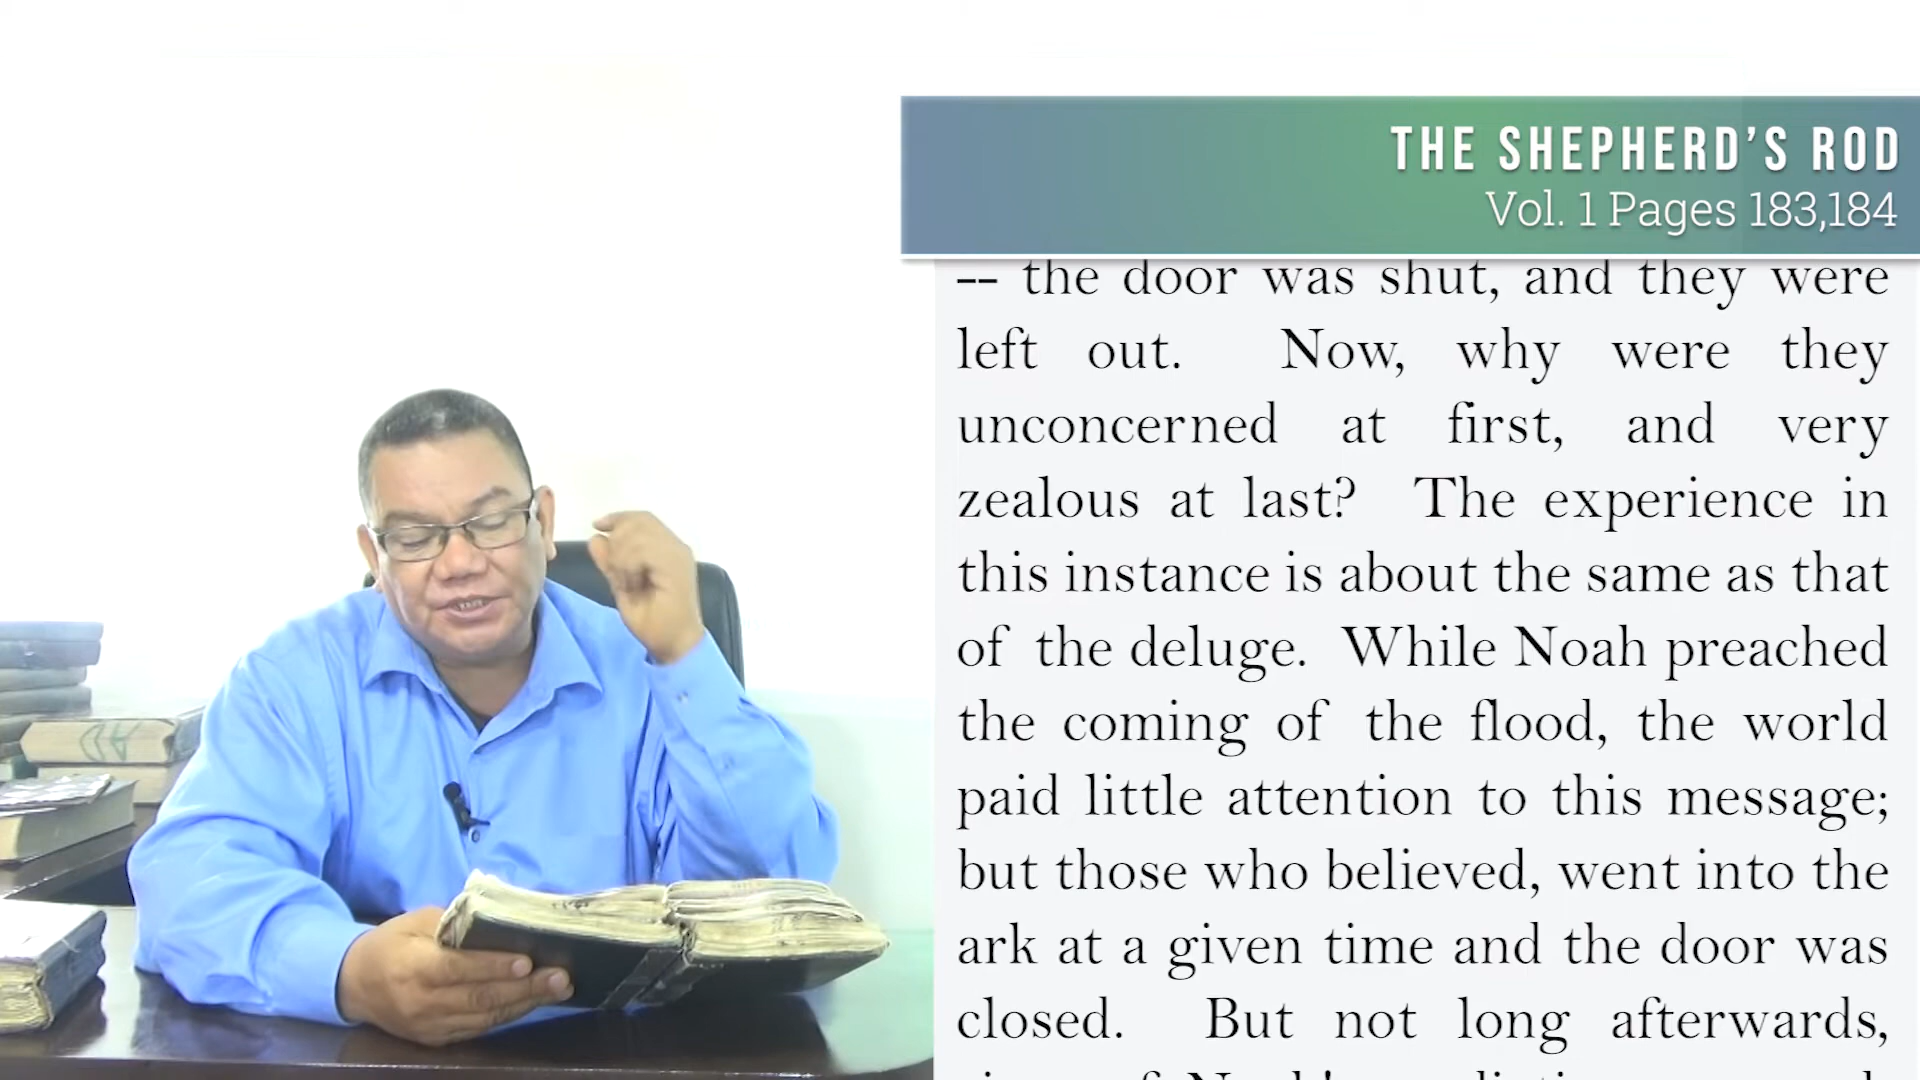 THE SHEPHERD'S ROD
Vol. 1 Pages 183,184
-- the door was shut, and they were
left out. Now, why were they
unconcerned at first, and very
zealous at last? The experience in
this instance is about the same as that
of the deluge. While Noah preached
the coming of the flood, the world
paid little attention to this message;
but those who believed, went into the
ark at a given time and the door was
closed. But not long afterwards,